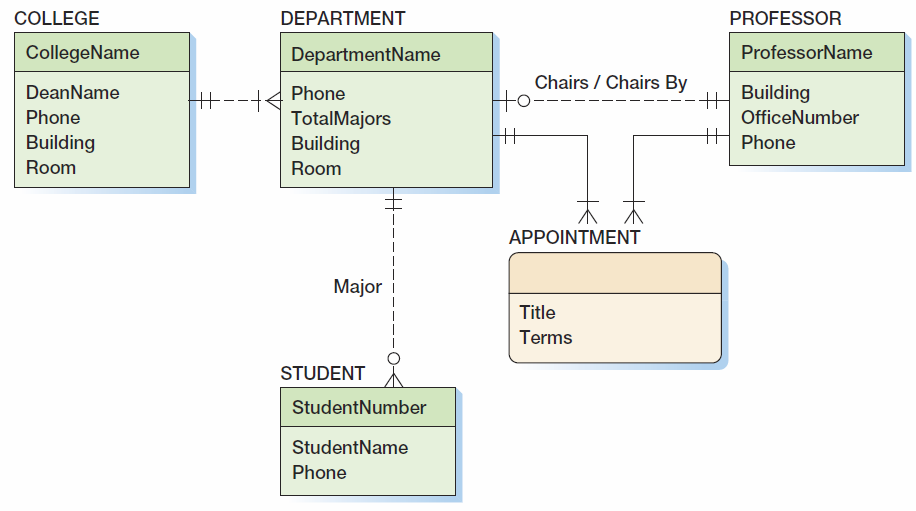 COLLEGE
CollegeName
DeanName
Phone
Building
Room
DEPARTMENT
DepartmentName
Phone
TotalMajors
Building
Room
Chairs / Chairs By
PROFESSOR
ProfessorName
Building
OfficeNumber
Phone
APPOINTMENT
Title
Terms
Major
STUDENT
StudentNumber
StudentName
Phone